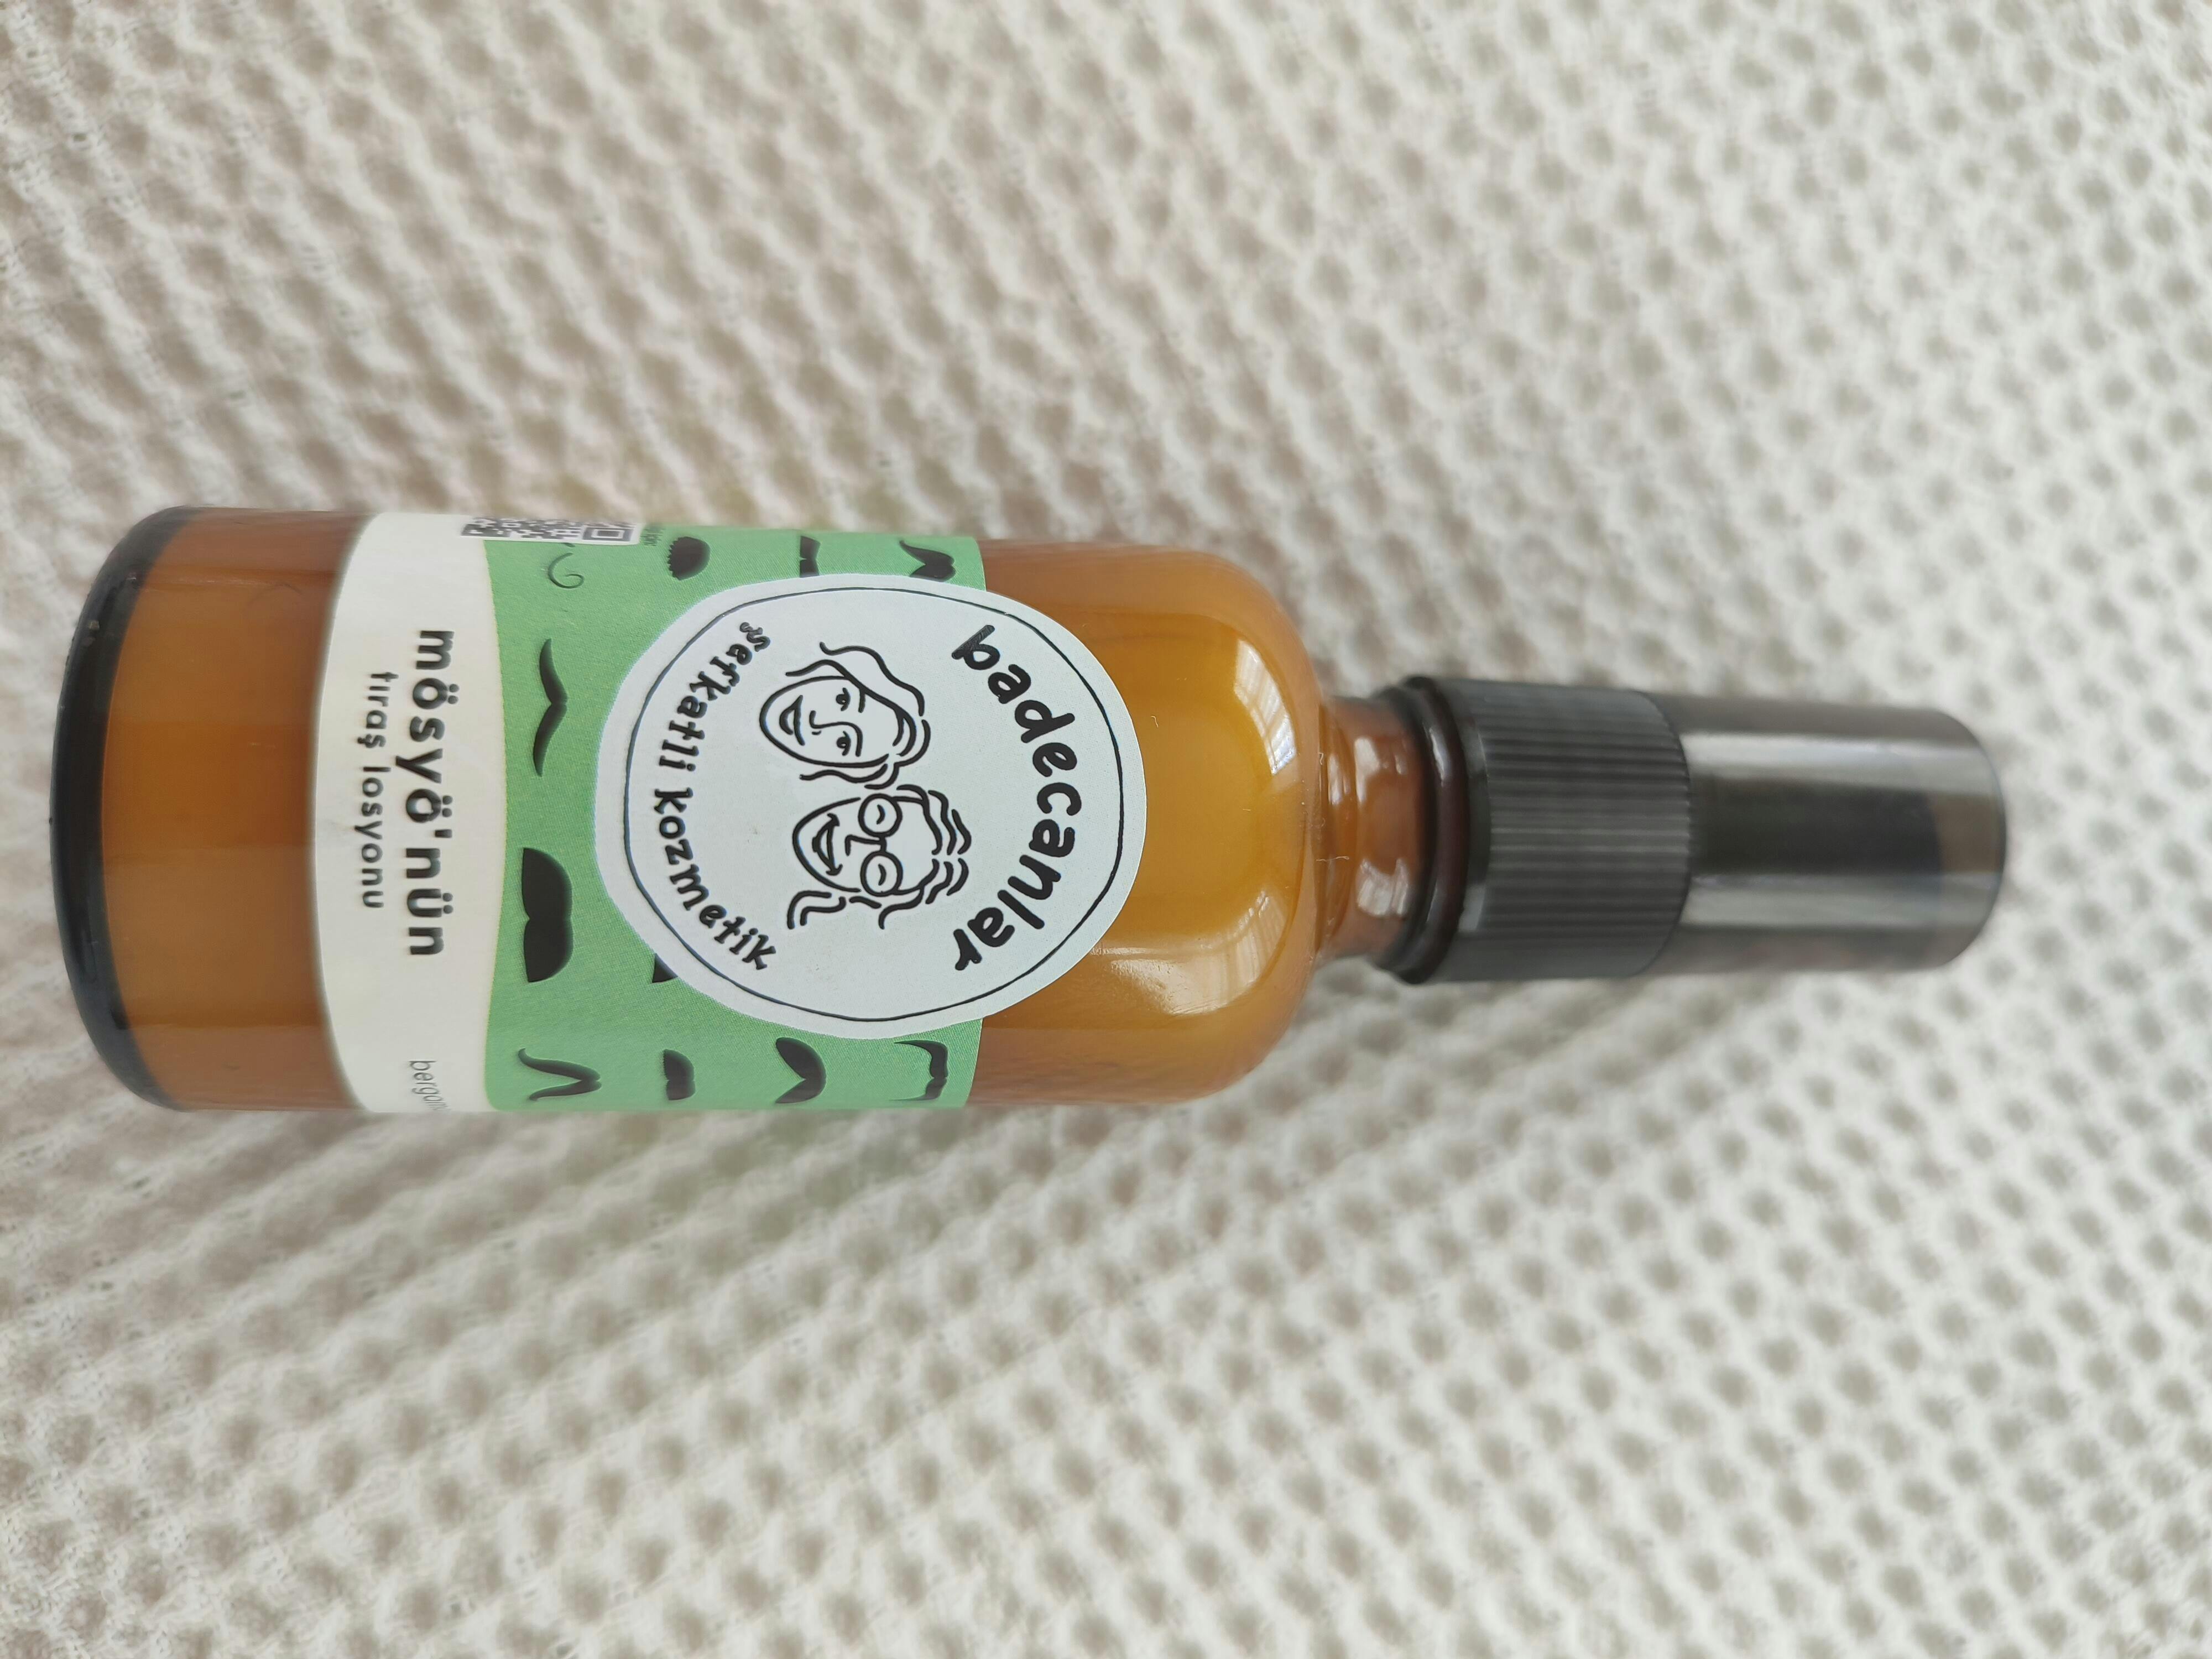 badecanlar
şefkatli kozmetik
mösyö'nün
tıraş losyonu